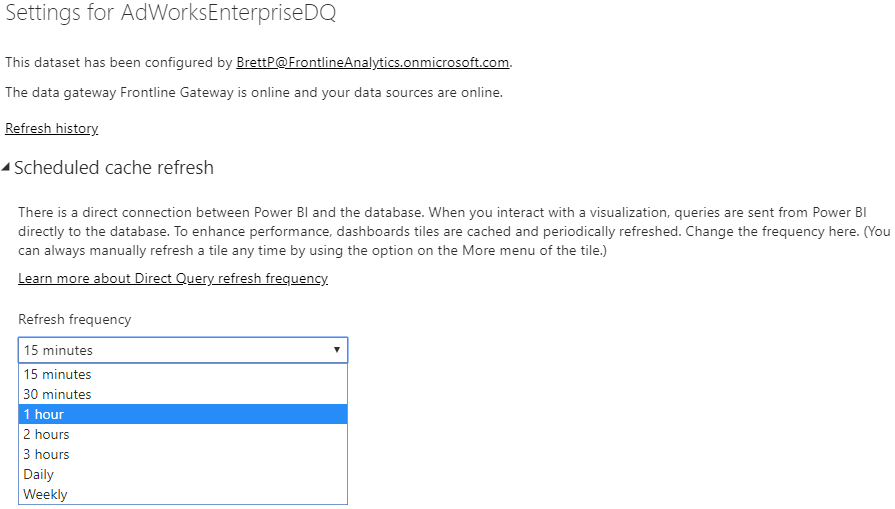 Settings for AdWorksEnterpriseDQ
This dataset has been configured by BrettP@FrontlineAnalytics.onmicrosoft.com.
The data gateway Frontline Gateway is online and your data sources are online.
Refresh history
Scheduled cache refresh
There is a direct connection between Power BI and the database. When you interact with a visualization, queries are sent from Power BI
directly to the database. To enhance performance, dashboards tiles are cached and periodically refreshed. Change the frequency here. (You
can always manually refresh a tile any time by using the option on the More menu of the tile.)
Learn more about Direct Query refresh frequency
Refresh frequency
15 minutes
15 minutes
30 minutes
1 hour
2 hours
3 hours
Daily
Weekly